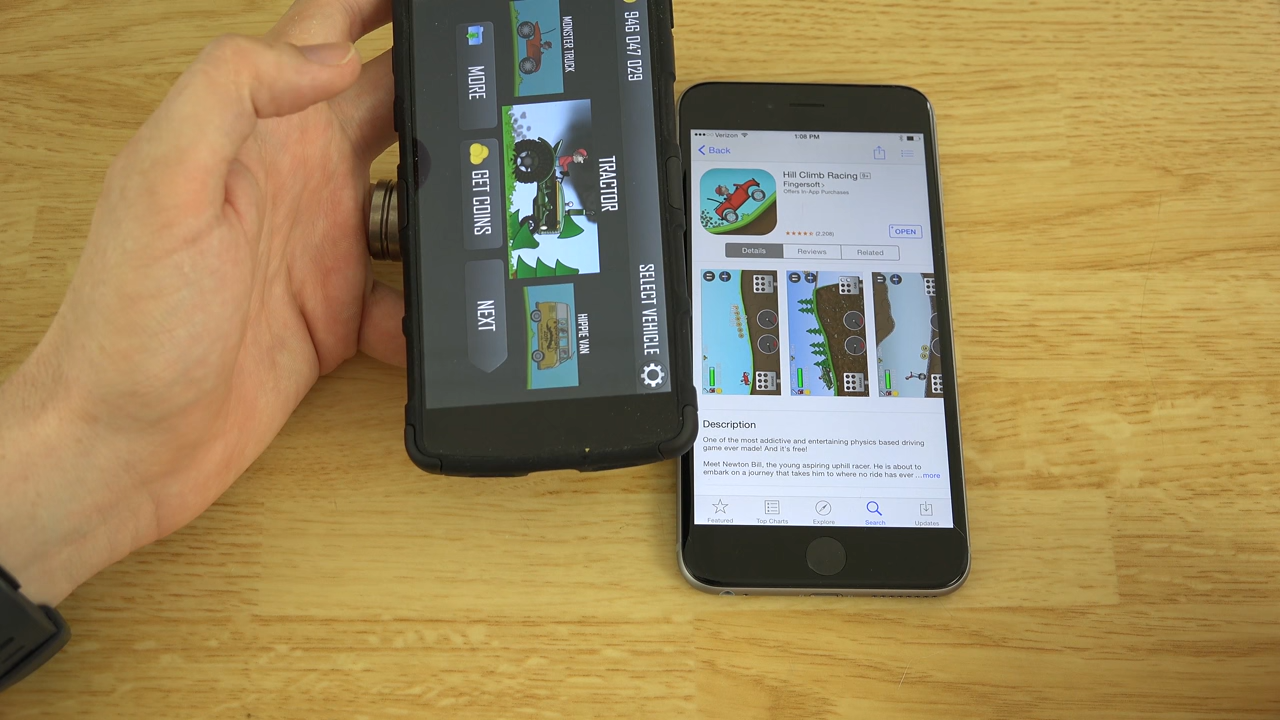 946 047 029
SELECT VEHICLE
MONSTER TRUCK
TRACTOR
HIPPIE VAN
MORE
GET COINS
NEXT
Verizon
1:08 PM
Back
Hill Climb Racing 9+
Fingersoft
Offers In-App Purchases
(2,208)
OPEN
Details
Reviews
Related
Description
One of the most addictive and entertaining physics based driving
game ever made! And it's free!
Meet Newton Bill, the young aspiring uphill racer. He is about to
embark on a journey that takes him to where no ride has ever ...more
Featured
Top Charts
Explore
Search
Updates